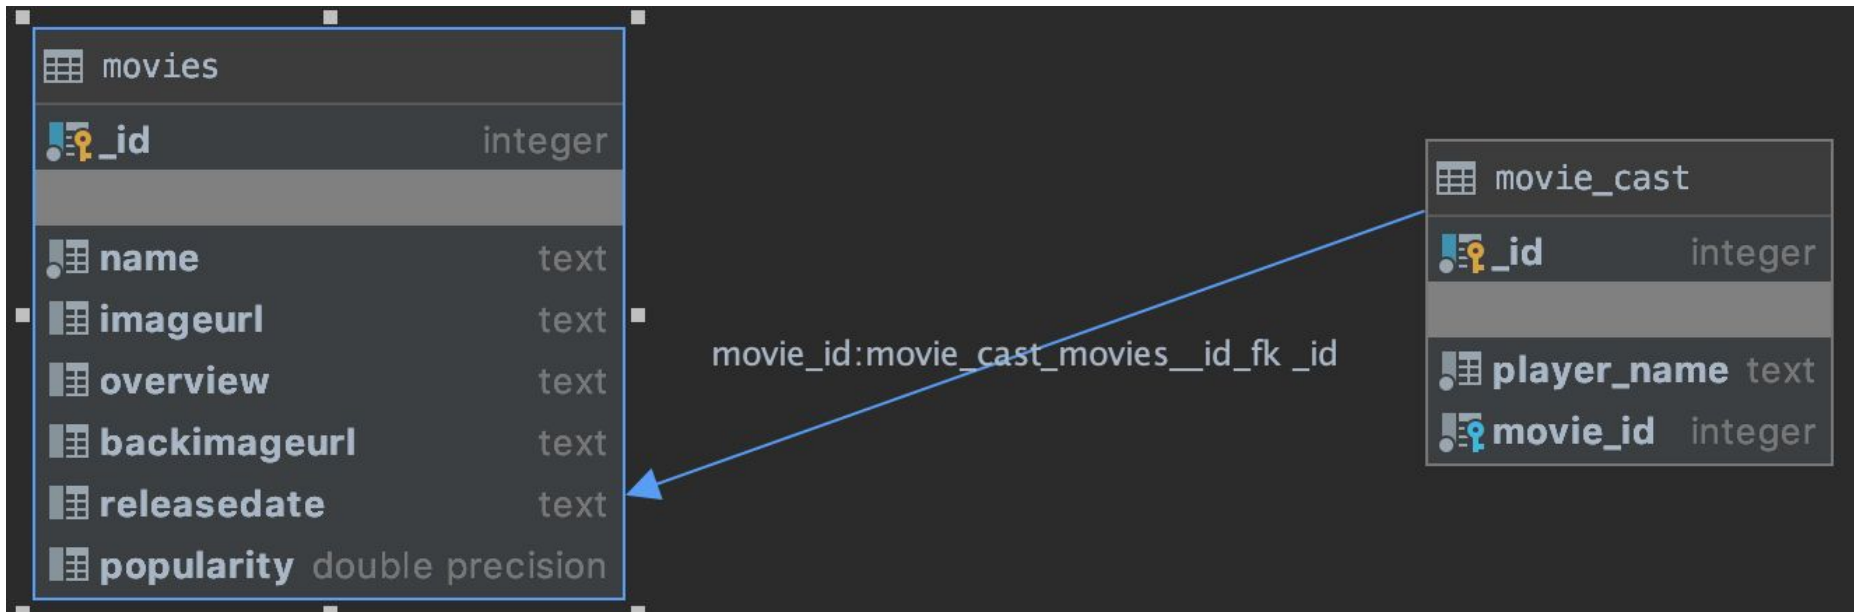 movies
_id integer
name text
imageurl text
overview text
backimageurl text
releasedate text
popularity double precision
movie_id:movie_cast_movies__id_fk _id
movie_cast
_id integer
player_name text
movie_id integer